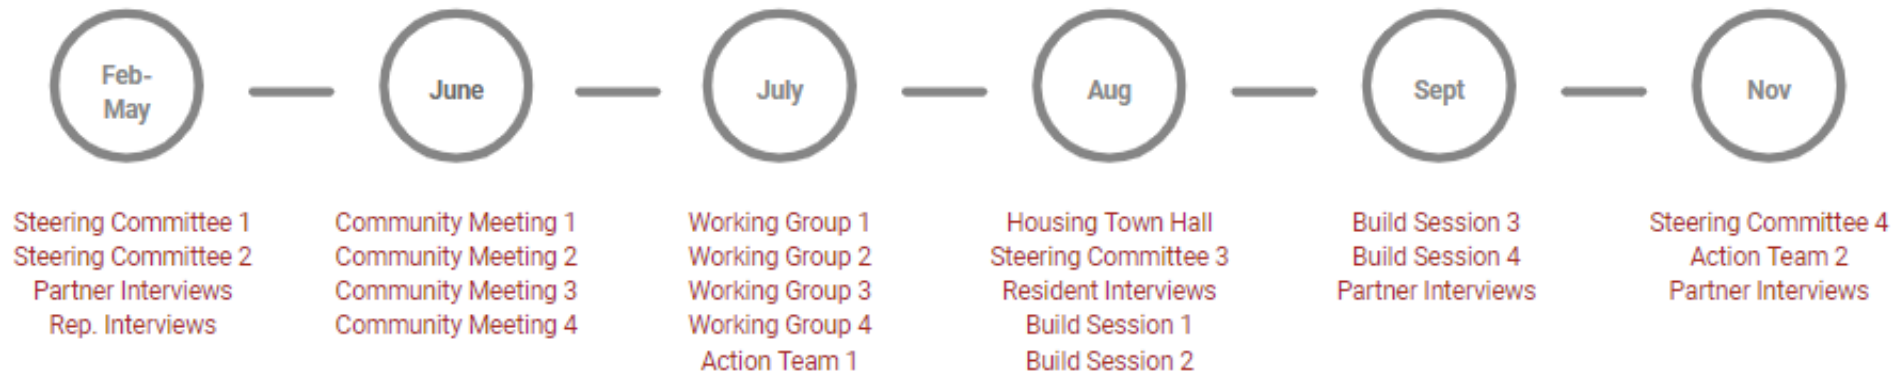 Feb-
May
June
July
Aug
Sept
Nov
Steering Committee 1
Steering Committee 2
Partner Interviews
Rep. Interviews
Community Meeting 1
Community Meeting 2
Community Meeting 3
Community Meeting 4
Working Group 1
Working Group 2
Working Group 3
Working Group 4
Action Team 1
Housing Town Hall
Steering Committee 3
Resident Interviews
Build Session 1
Build Session 2
Build Session 3
Build Session 4
Partner Interviews
Steering Committee 4
Action Team 2
Partner Interviews